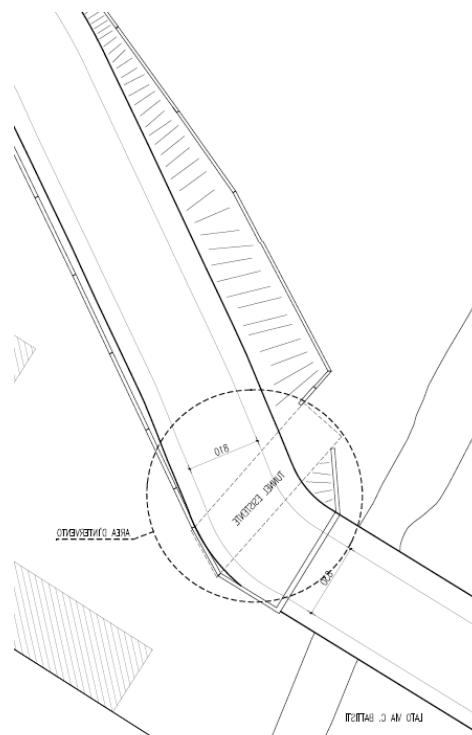 810
TUNNEL ESISTENTE
AREA D'INTERVENTO
LATO VIA C. BATTISTI